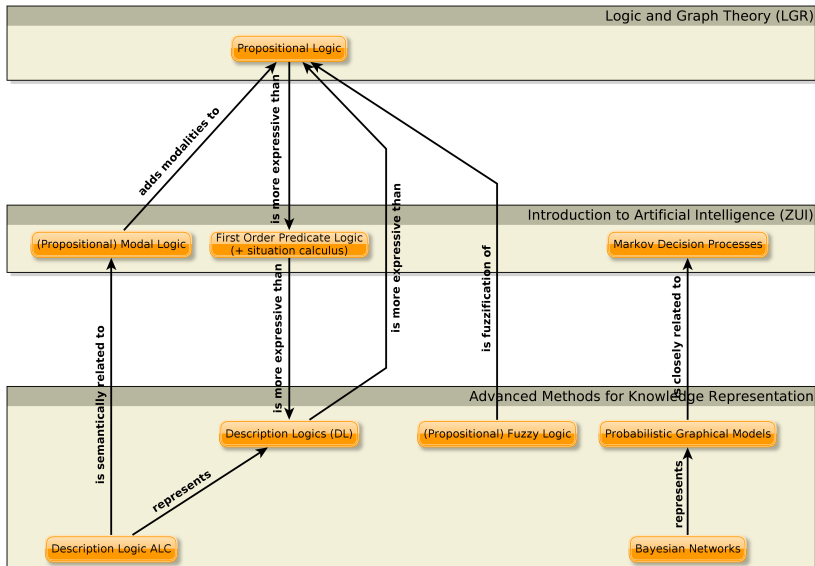 Logic and Graph Theory (LGR)
Propositional Logic
adds modalities to
is more expressive than
is more expressive than
is fuzzification of
Introduction to Artificial Intelligence (ZUI)
(Propositional) Modal Logic
First Order Predicate Logic
(+ situation calculus)
Markov Decision Processes
is semantically related to
is more expressive than
is closely related to
Advanced Methods for Knowledge Representation
Description Logics (DL)
(Propositional) Fuzzy Logic
Probabilistic Graphical Models
represents
represents
Description Logic ALC
Bayesian Networks